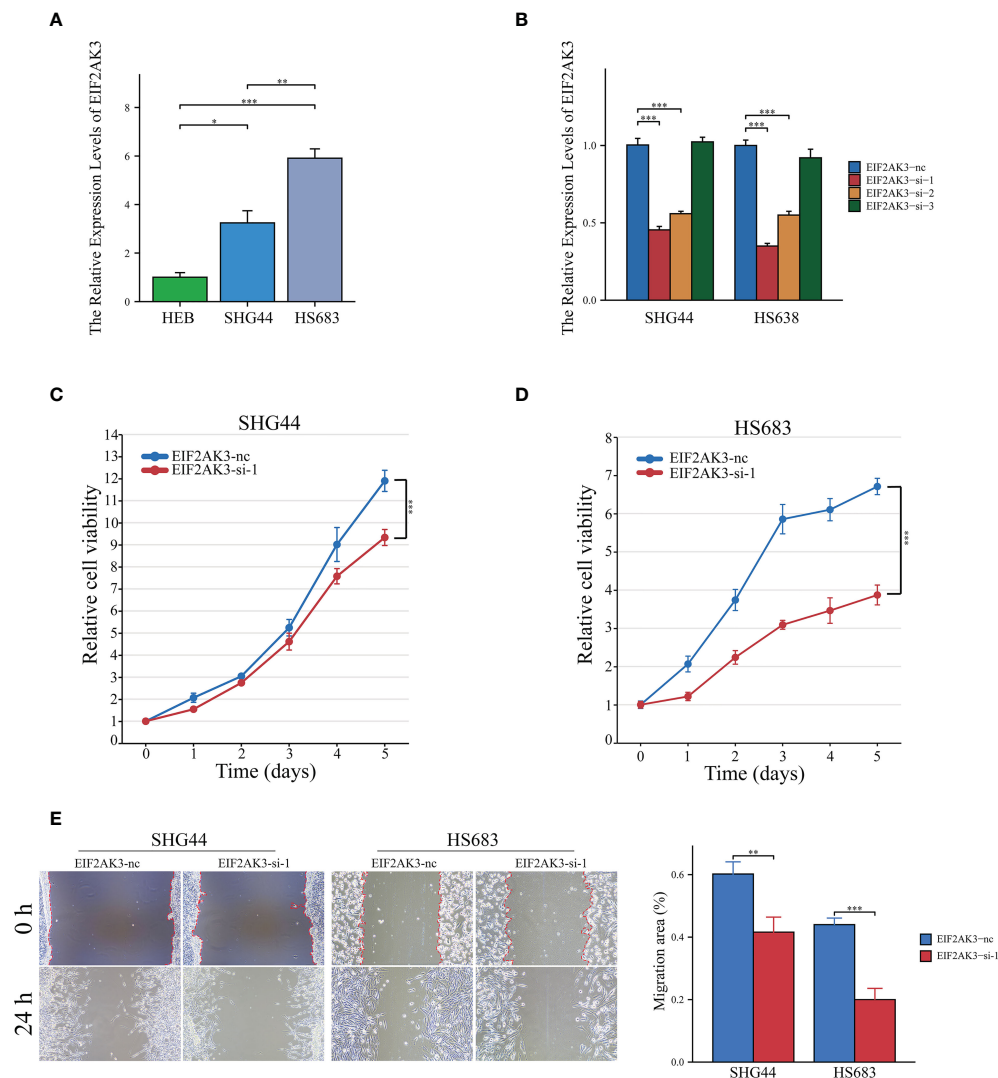 A
The Relative Expression Levels of EIF2AK3
8
6
4
2
0
**
***
*
HEB SHG44 HS683
B
The Relative Expression Levels of EIF2AK3
1.0
0.5
0.0
***
***
***
***
SHG44 HS638
EIF2AK3-nc
EIF2AK3-si-1
EIF2AK3-si-2
EIF2AK3-si-3
C
SHG44
EIF2AK3-nc
EIF2AK3-si-1
Relative cell viability
14
13
12
11
10
9
8
7
6
5
4
3
2
1
0
***
0 1 2 3 4 5
Time (days)
D
HS683
EIF2AK3-nc
EIF2AK3-si-1
Relative cell viability
8
7
6
5
4
3
2
1
0
***
0 1 2 3 4 5
Time (days)
E
SHG44 HS683
EIF2AK3-nc EIF2AK3-si-1 EIF2AK3-nc EIF2AK3-si-1
0 h
24 h
Migration area (%)
0.6
0.4
0.2
0.0
**
***
SHG44 HS683
EIF2AK3-nc
EIF2AK3-si-1